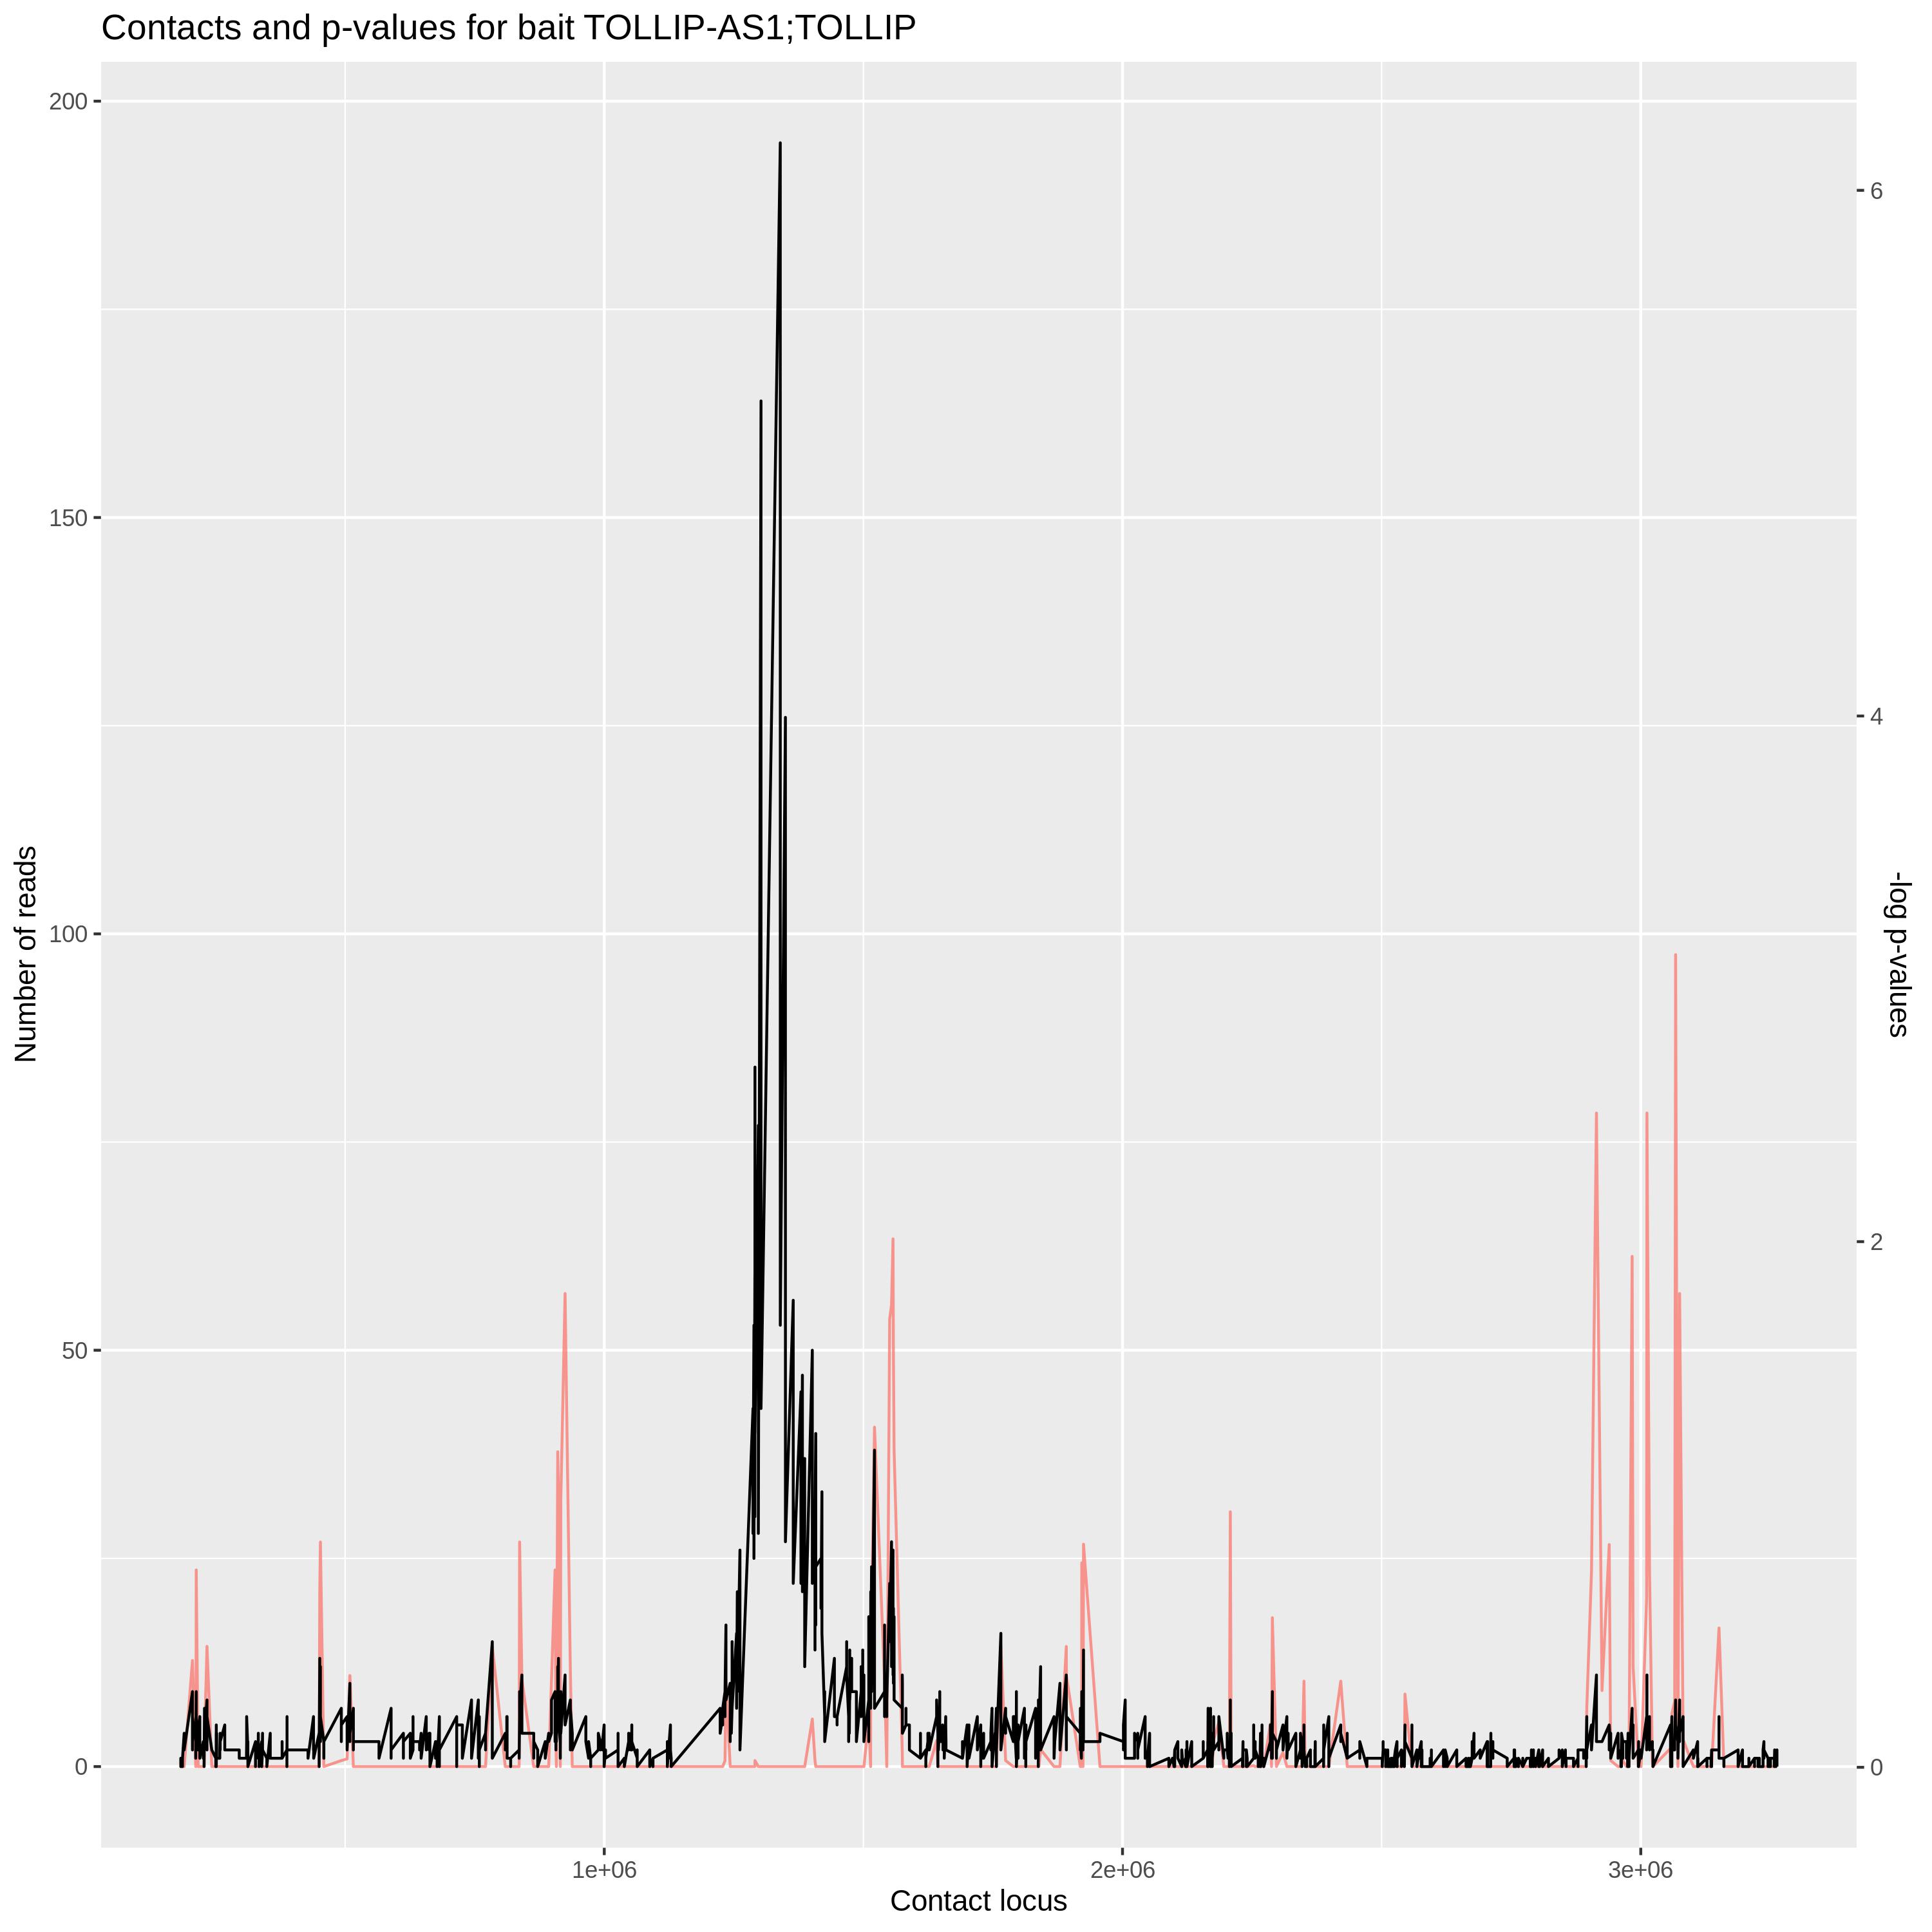 Contacts and p-values for bait TOLLIP-AS1;TOLLIP
200
150
100
50
0
Number of reads
6
4
2
0
-log p-values
1e+06
2e+06
3e+06
Contact locus